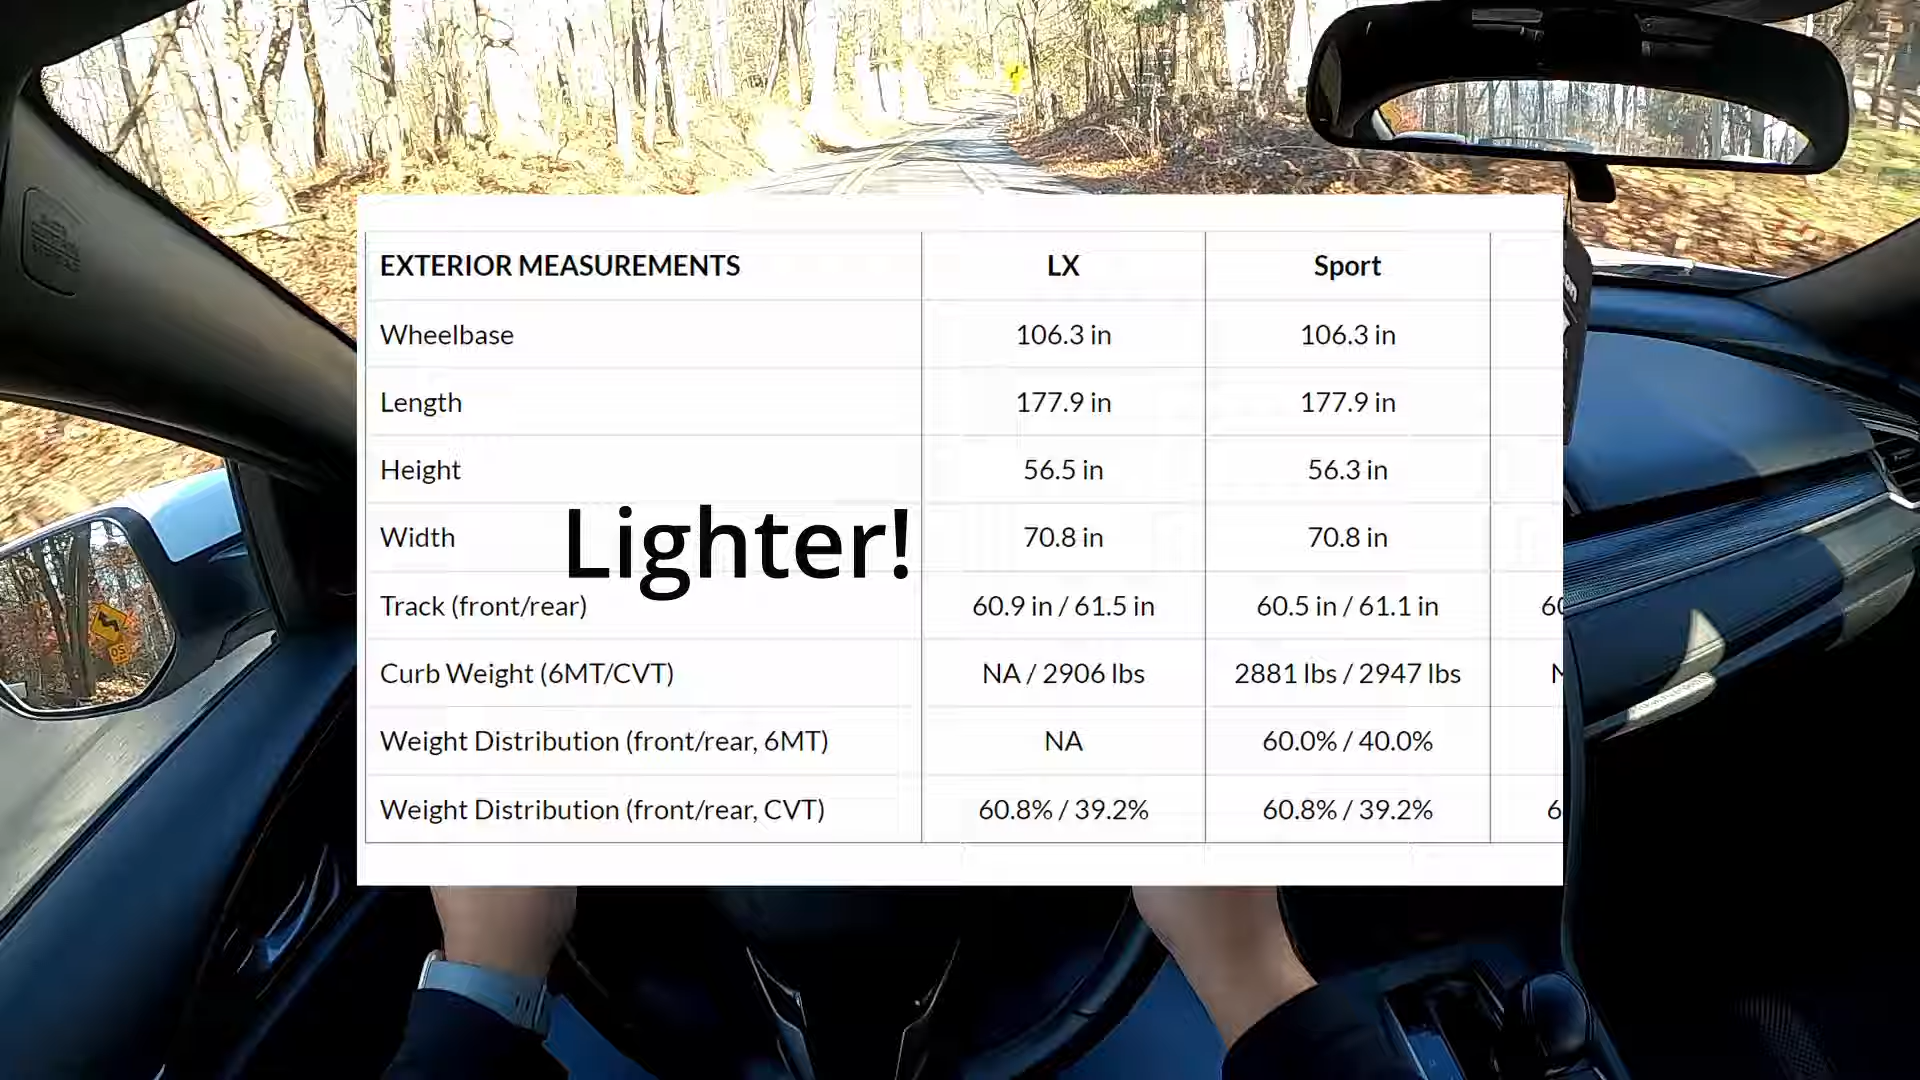 EXTERIOR MEASUREMENTS LX Sport
Wheelbase 106.3 in 106.3 in
Length 177.9 in 177.9 in
Height 56.5 in 56.3 in
Width 70.8 in 70.8 in
Lighter!
Track (front/rear) 60.9 in / 61.5 in 60.5 in / 61.1 in 60
Curb Weight (6MT/CVT) NA / 2906 lbs 2881 lbs / 2947 lbs N
Weight Distribution (front/rear, 6MT) NA 60.0% / 40.0%
Weight Distribution (front/rear, CVT) 60.8% / 39.2% 60.8% / 39.2% 6